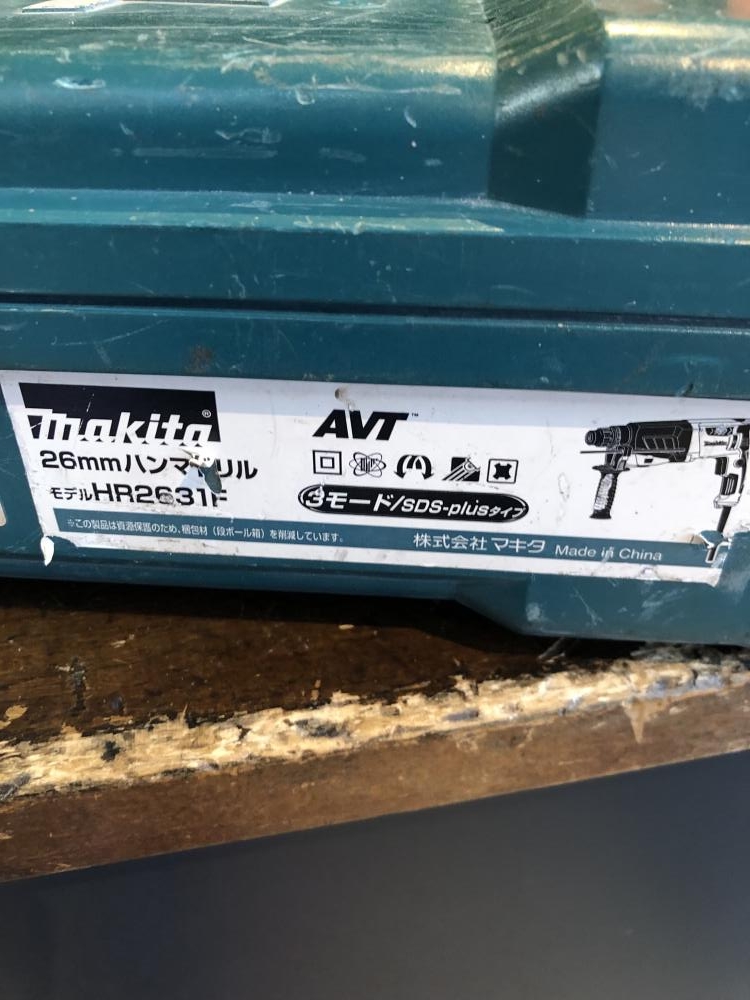 makita®
26mmハンマドリル
モデルHR2631F
AVT™
3モード/SDS-plusタイプ
※この製品は資源保護のため、梱包材（段ボール箱）を削減しています。
株式会社マキタ Made in China